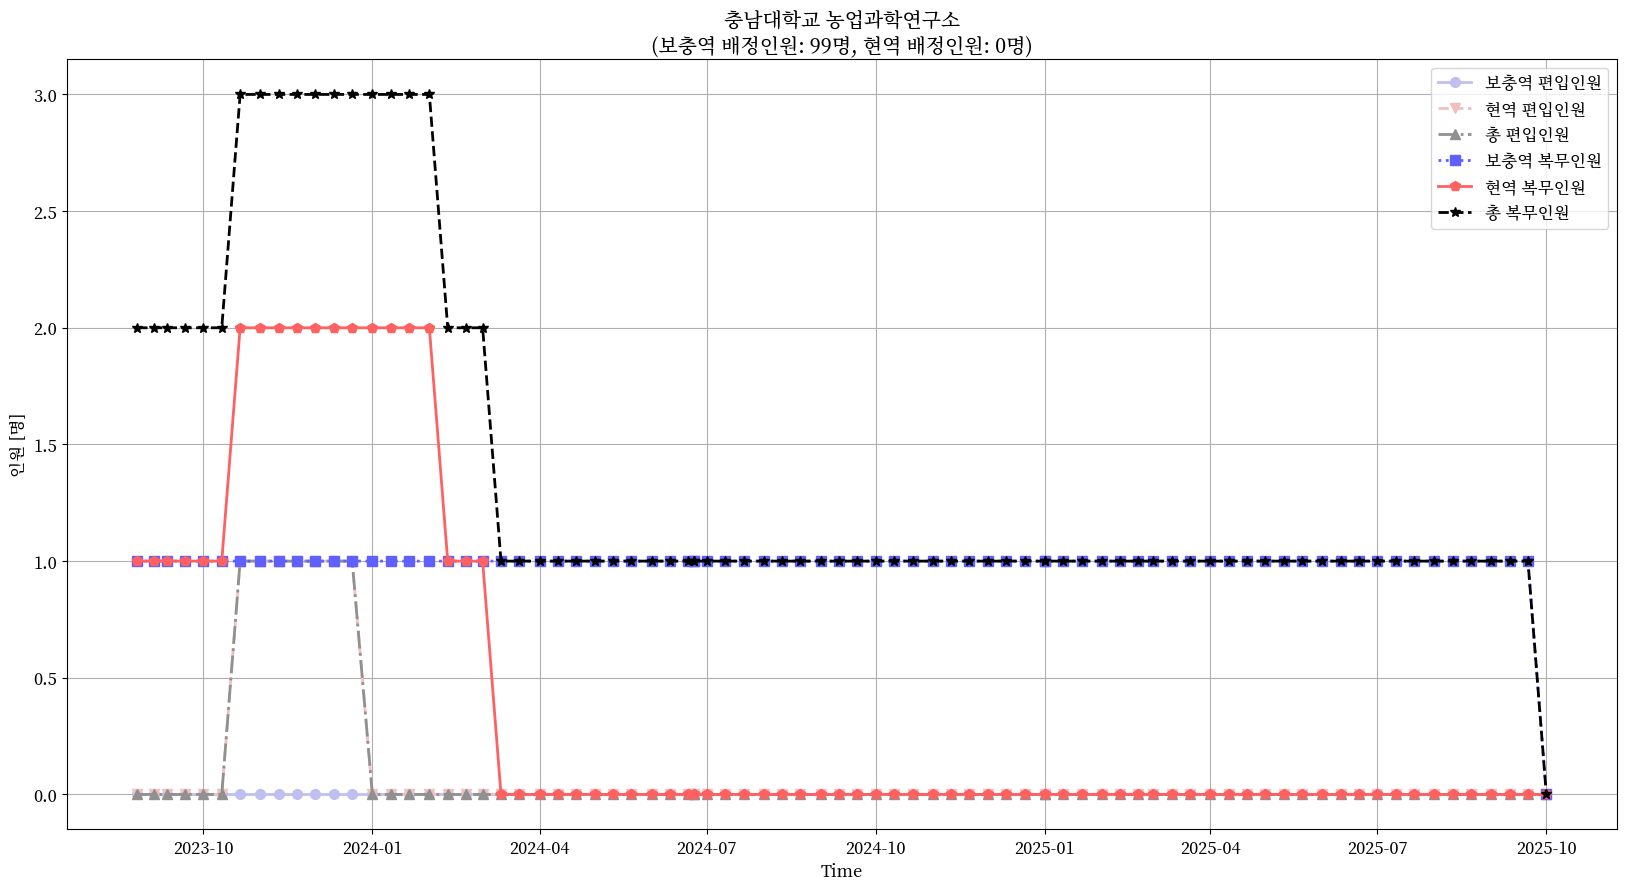 충남대학교 농업과학연구소
(보충역 배정인원: 99명, 현역 배정인원: 0명)
보충역 편입인원
현역 편입인원
총 편입인원
보충역 복무인원
현역 복무인원
총 복무인원
인원 [명]
3.0
2.5
2.0
1.5
1.0
0.5
0.0
2023-10
2024-01
2024-04
2024-07
2024-10
2025-01
2025-04
2025-07
2025-10
Time